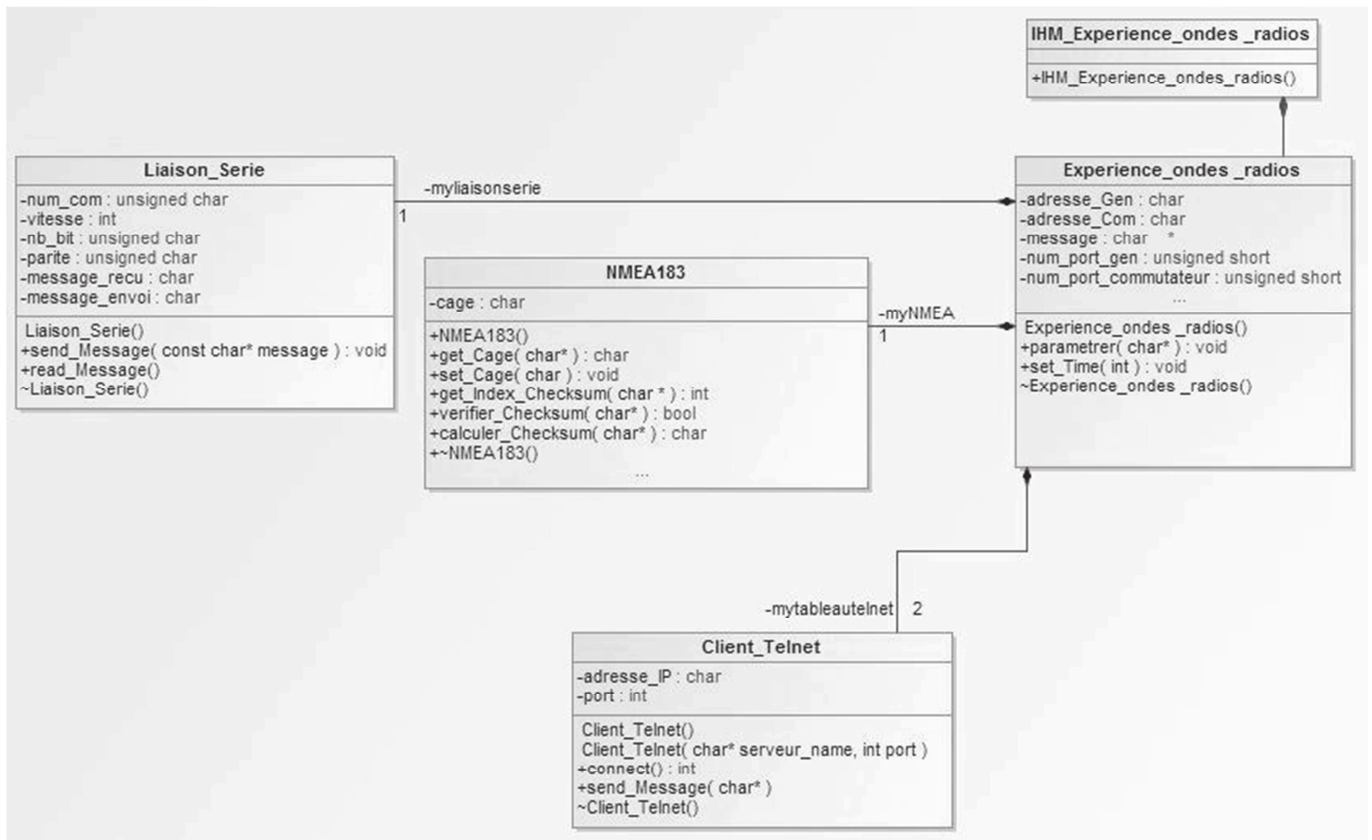 IHM_Experience_ondes _radios
+IHM_Experience_ondes_radios()
Liaison_Serie
-num_com : unsigned char
-vitesse : int
-nb_bit : unsigned char
-parite : unsigned char
-message_recu : char
-message_envoi : char
Liaison_Serie()
+send_Message( const char* message ) : void
+read_Message()
~Liaison_Serie()
-myliaisonserie
1
NMEA183
-cage : char
+NMEA183()
+get_Cage( char* ) : char
+set_Cage( char ) : void
+get_Index_Checksum( char * ) : int
+verifier_Checksum( char* ) : bool
+calculer_Checksum( char* ) : char
+~NMEA183()
...
-myNMEA
1
Experience_ondes _radios
-adresse_Gen : char
-adresse_Com : char
-message : char *
-num_port_gen : unsigned short
-num_port_commutateur : unsigned short
...
Experience_ondes _radios()
+parametrer( char* ) : void
+set_Time( int ) : void
~Experience_ondes _radios()
-mytableautelnet 2
Client_Telnet
-adresse_IP : char
-port : int
Client_Telnet()
Client_Telnet( char* serveur_name, int port )
+connect() : int
+send_Message( char* )
~Client_Telnet()